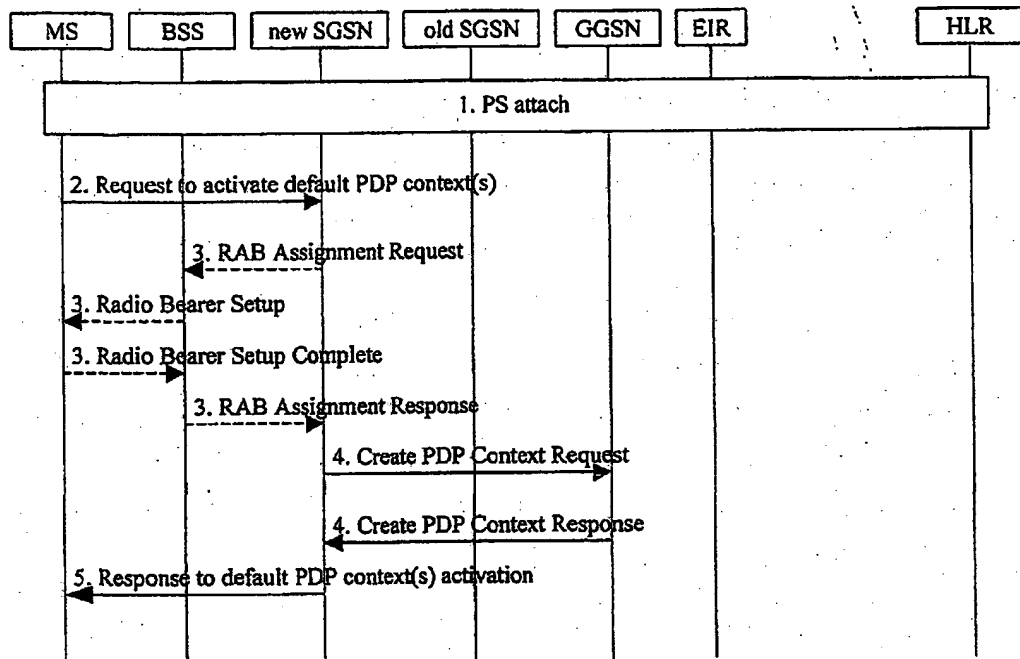 MS BSS new SGSN old SGSN GGSN EIR HLR
1. PS attach
2. Request to activate default PDP context(s)
3. RAB Assignment Request
3. Radio Bearer Setup
3. Radio Bearer Setup Complete
3. RAB Assignment Response
4. Create PDP Context Request
4. Create PDP Context Response
5. Response to default PDP context(s) activation